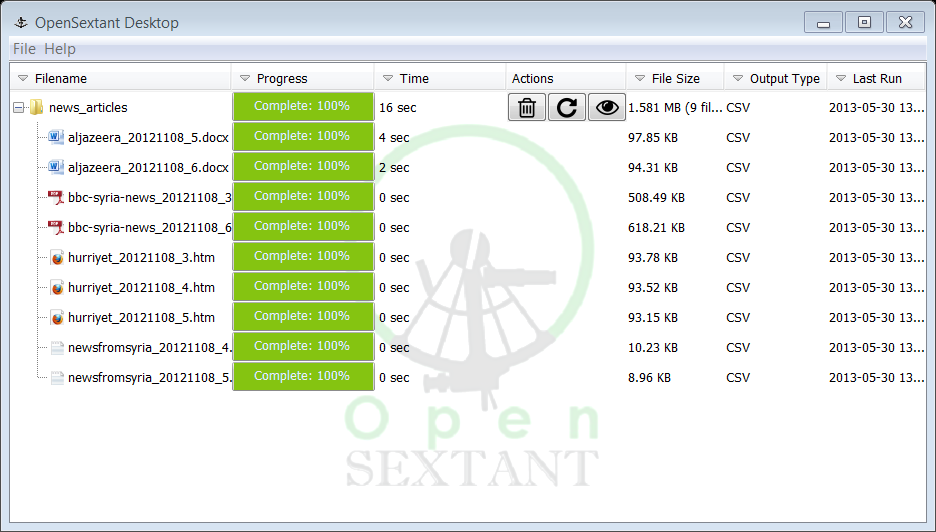 OpenSextant Desktop
File Help
Filename Progress Time Actions File Size Output Type Last Run
news_articles Complete: 100% 16 sec 1.581 MB (9 fil... CSV 2013-05-30 13...
aljazeera_20121108_5.docx Complete: 100% 4 sec 97.85 KB CSV 2013-05-30 13...
aljazeera_20121108_6.docx Complete: 100% 2 sec 94.31 KB CSV 2013-05-30 13...
bbc-syria-news_20121108_3 Complete: 100% 0 sec 508.49 KB CSV 2013-05-30 13...
bbc-syria-news_20121108_6 Complete: 100% 0 sec 618.21 KB CSV 2013-05-30 13...
hurriyet_20121108_3.htm Complete: 100% 0 sec 93.78 KB CSV 2013-05-30 13...
hurriyet_20121108_4.htm Complete: 100% 0 sec 93.52 KB CSV 2013-05-30 13...
hurriyet_20121108_5.htm Complete: 100% 0 sec 93.15 KB CSV 2013-05-30 13...
newsfromsyria_20121108_4. Complete: 100% 0 sec 10.23 KB CSV 2013-05-30 13...
newsfromsyria_20121108_5. Complete: 100% 0 sec 8.96 KB CSV 2013-05-30 13...
Open
SEXTANT